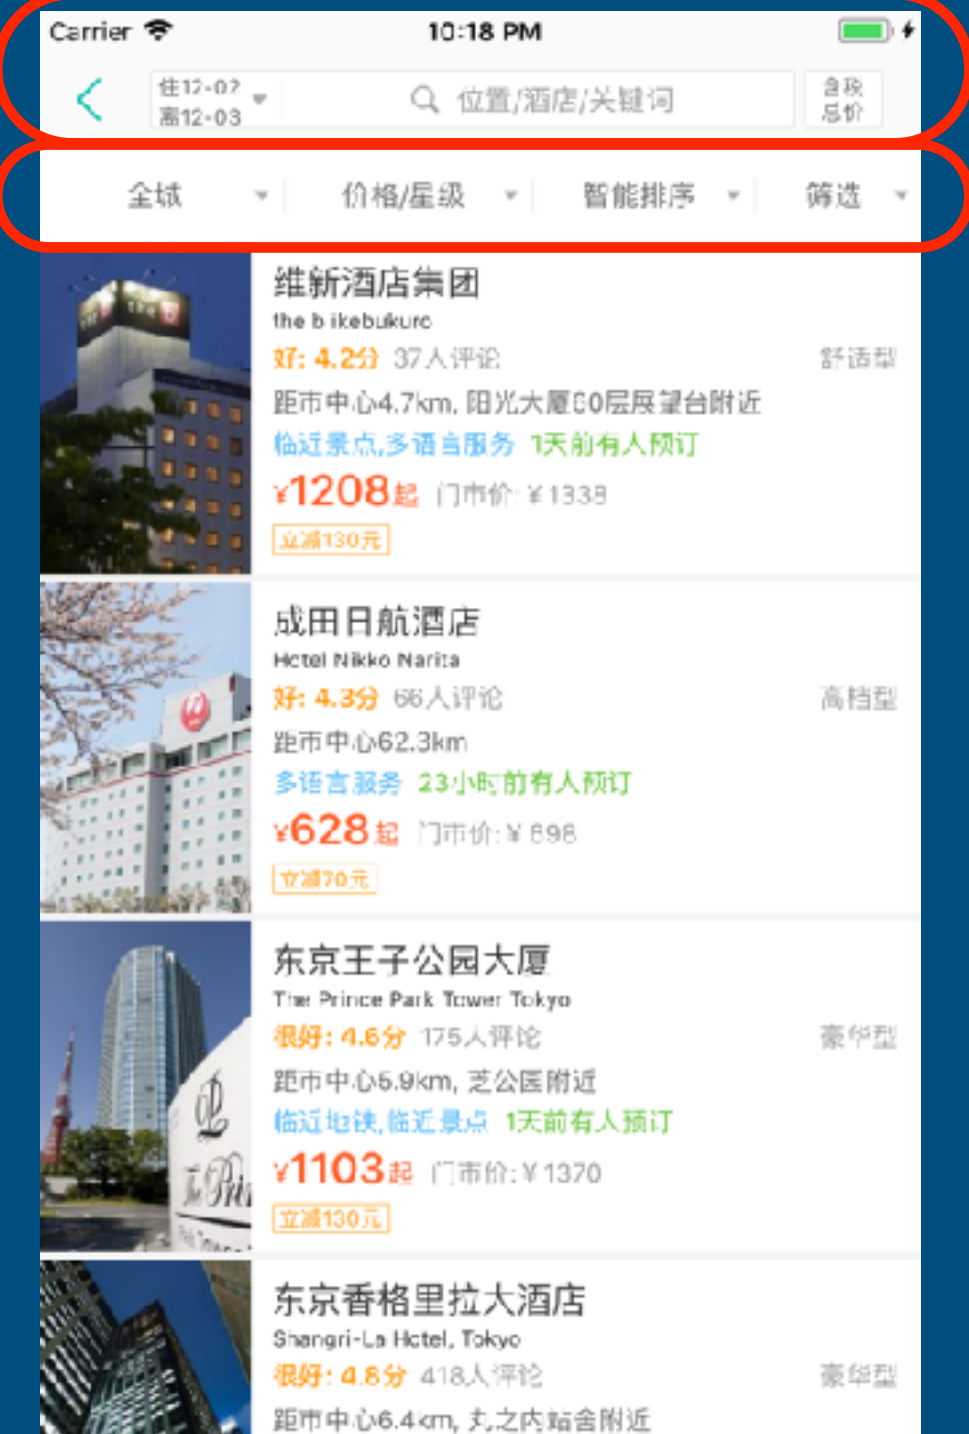 Carrier
10:18 PM
住12-02
离12-03
位置/酒店/关键词
含税
总价
全城
价格/星级
智能排序
筛选
维新酒店集团
the b ikebukuro
好: 4.2分 37人评论
舒适型
距市中心4.7km, 阳光大厦60层展望台附近
临近景点,多语言服务 1天前有人预订
¥1208起 门市价:¥1338
立减130元
成田日航酒店
Hotel Nikko Narita
好: 4.3分 66人评论
高档型
距市中心62.3km
多语言服务 23小时前有人预订
¥628起 门市价:¥698
立减70元
东京王子公园大厦
The Prince Park Tower Tokyo
很好: 4.6分 175人评论
豪华型
距市中心5.9km, 芝公园附近
临近地铁,临近景点 1天前有人预订
¥1103起 门市价:¥1370
立减130元
The Prin
东京香格里拉大酒店
Shangri-La Hotel, Tokyo
很好: 4.8分 418人评论
豪华型
距市中心6.4km, 丸之内站舍附近